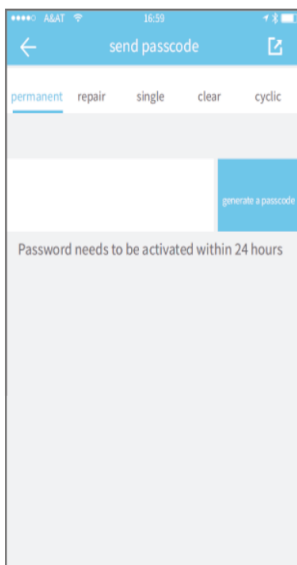 A&AT 16:59
send passcode
permanent repair single clear cyclic
generate a passcode
Password needs to be activated within 24 hours